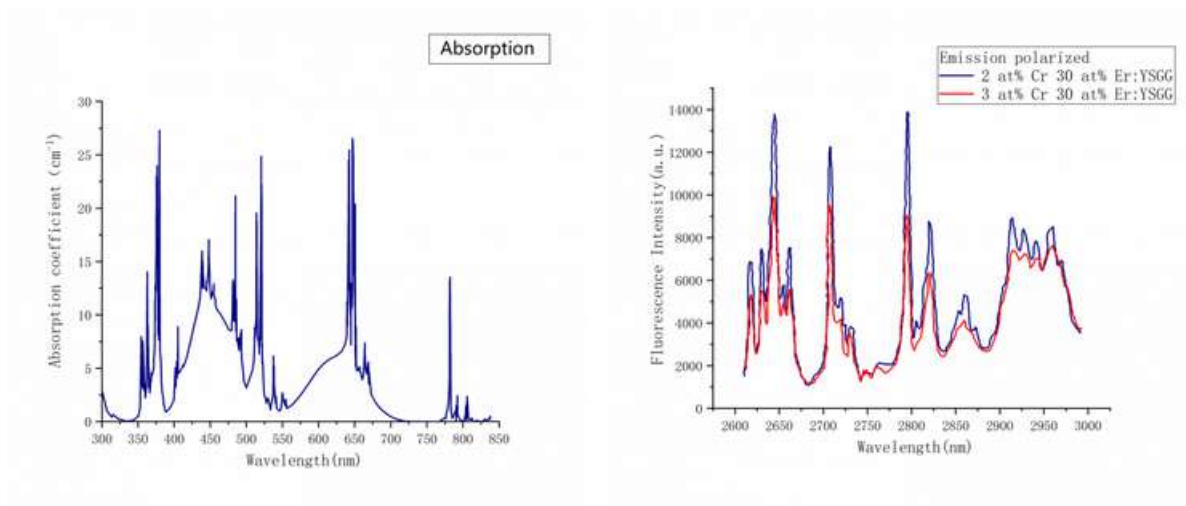 Absorption
Absorption coefficient (cm⁻¹)
30
25
20
15
10
5
0
300 350 400 450 500 550 600 650 700 750 800 850
Wavelength(nm)
Emission polarized
2 at% Cr 30 at% Er:YSGG
3 at% Cr 30 at% Er:YSGG
Fluorescence Intensity(a.u.)
14000
12000
10000
8000
6000
4000
2000
0
2600 2650 2700 2750 2800 2850 2900 2950 3000
Wavelength(nm)